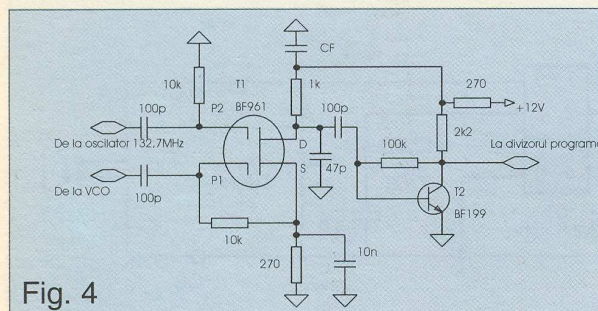 CF
10k
T1
1k
270
P2
BF961
+12V
100p
100p
2k2
De la oscilator 132,7MHz
D
100k
La divizorul programa
S
47p
De la VCO
P1
T2
BF199
100p
10k
270
10n
Fig. 4